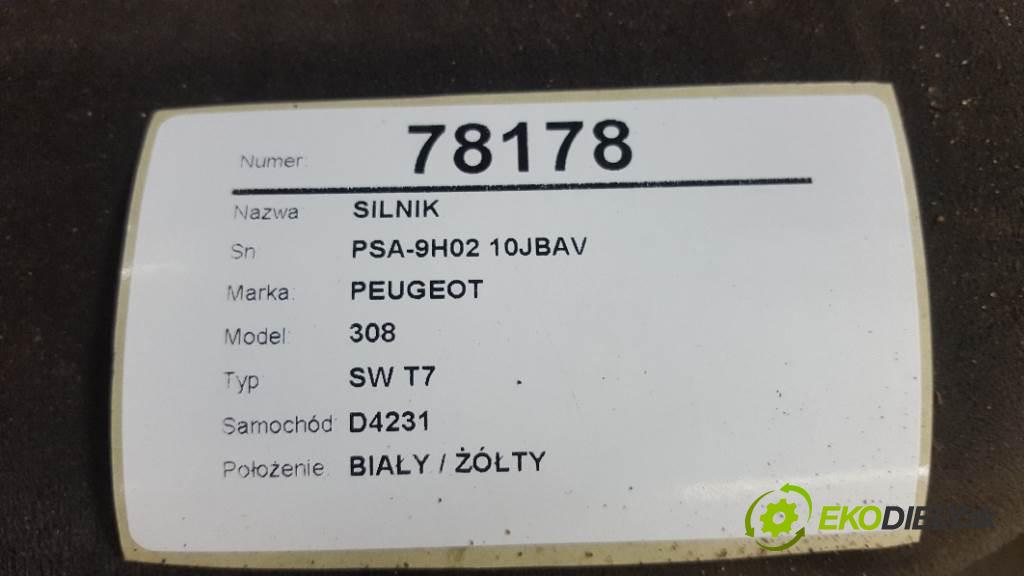 Numer: 78178
Nazwa SILNIK
Sn PSA-9H02 10JBAV
Marka: PEUGEOT
Model: 308
Typ SW T7
Samochód: D4231
Położenie: BIAŁY / ŻÓŁTY